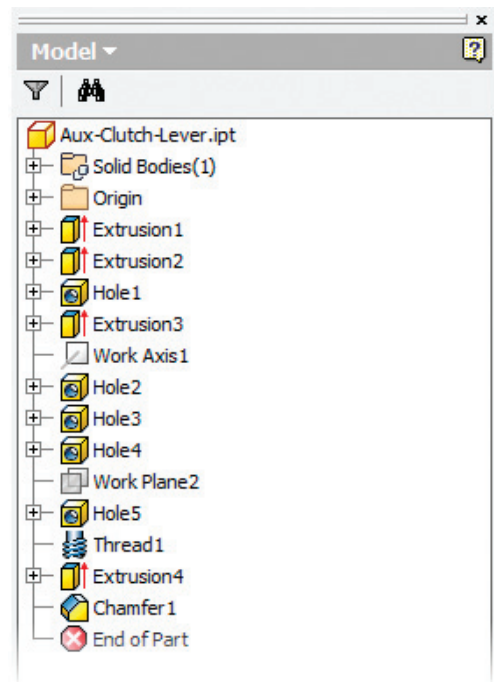 Model
Aux-Clutch-Lever.ipt
Solid Bodies(1)
Origin
Extrusion1
Extrusion2
Hole1
Extrusion3
Work Axis1
Hole2
Hole3
Hole4
Work Plane2
Hole5
Thread1
Extrusion4
Chamfer1
End of Part